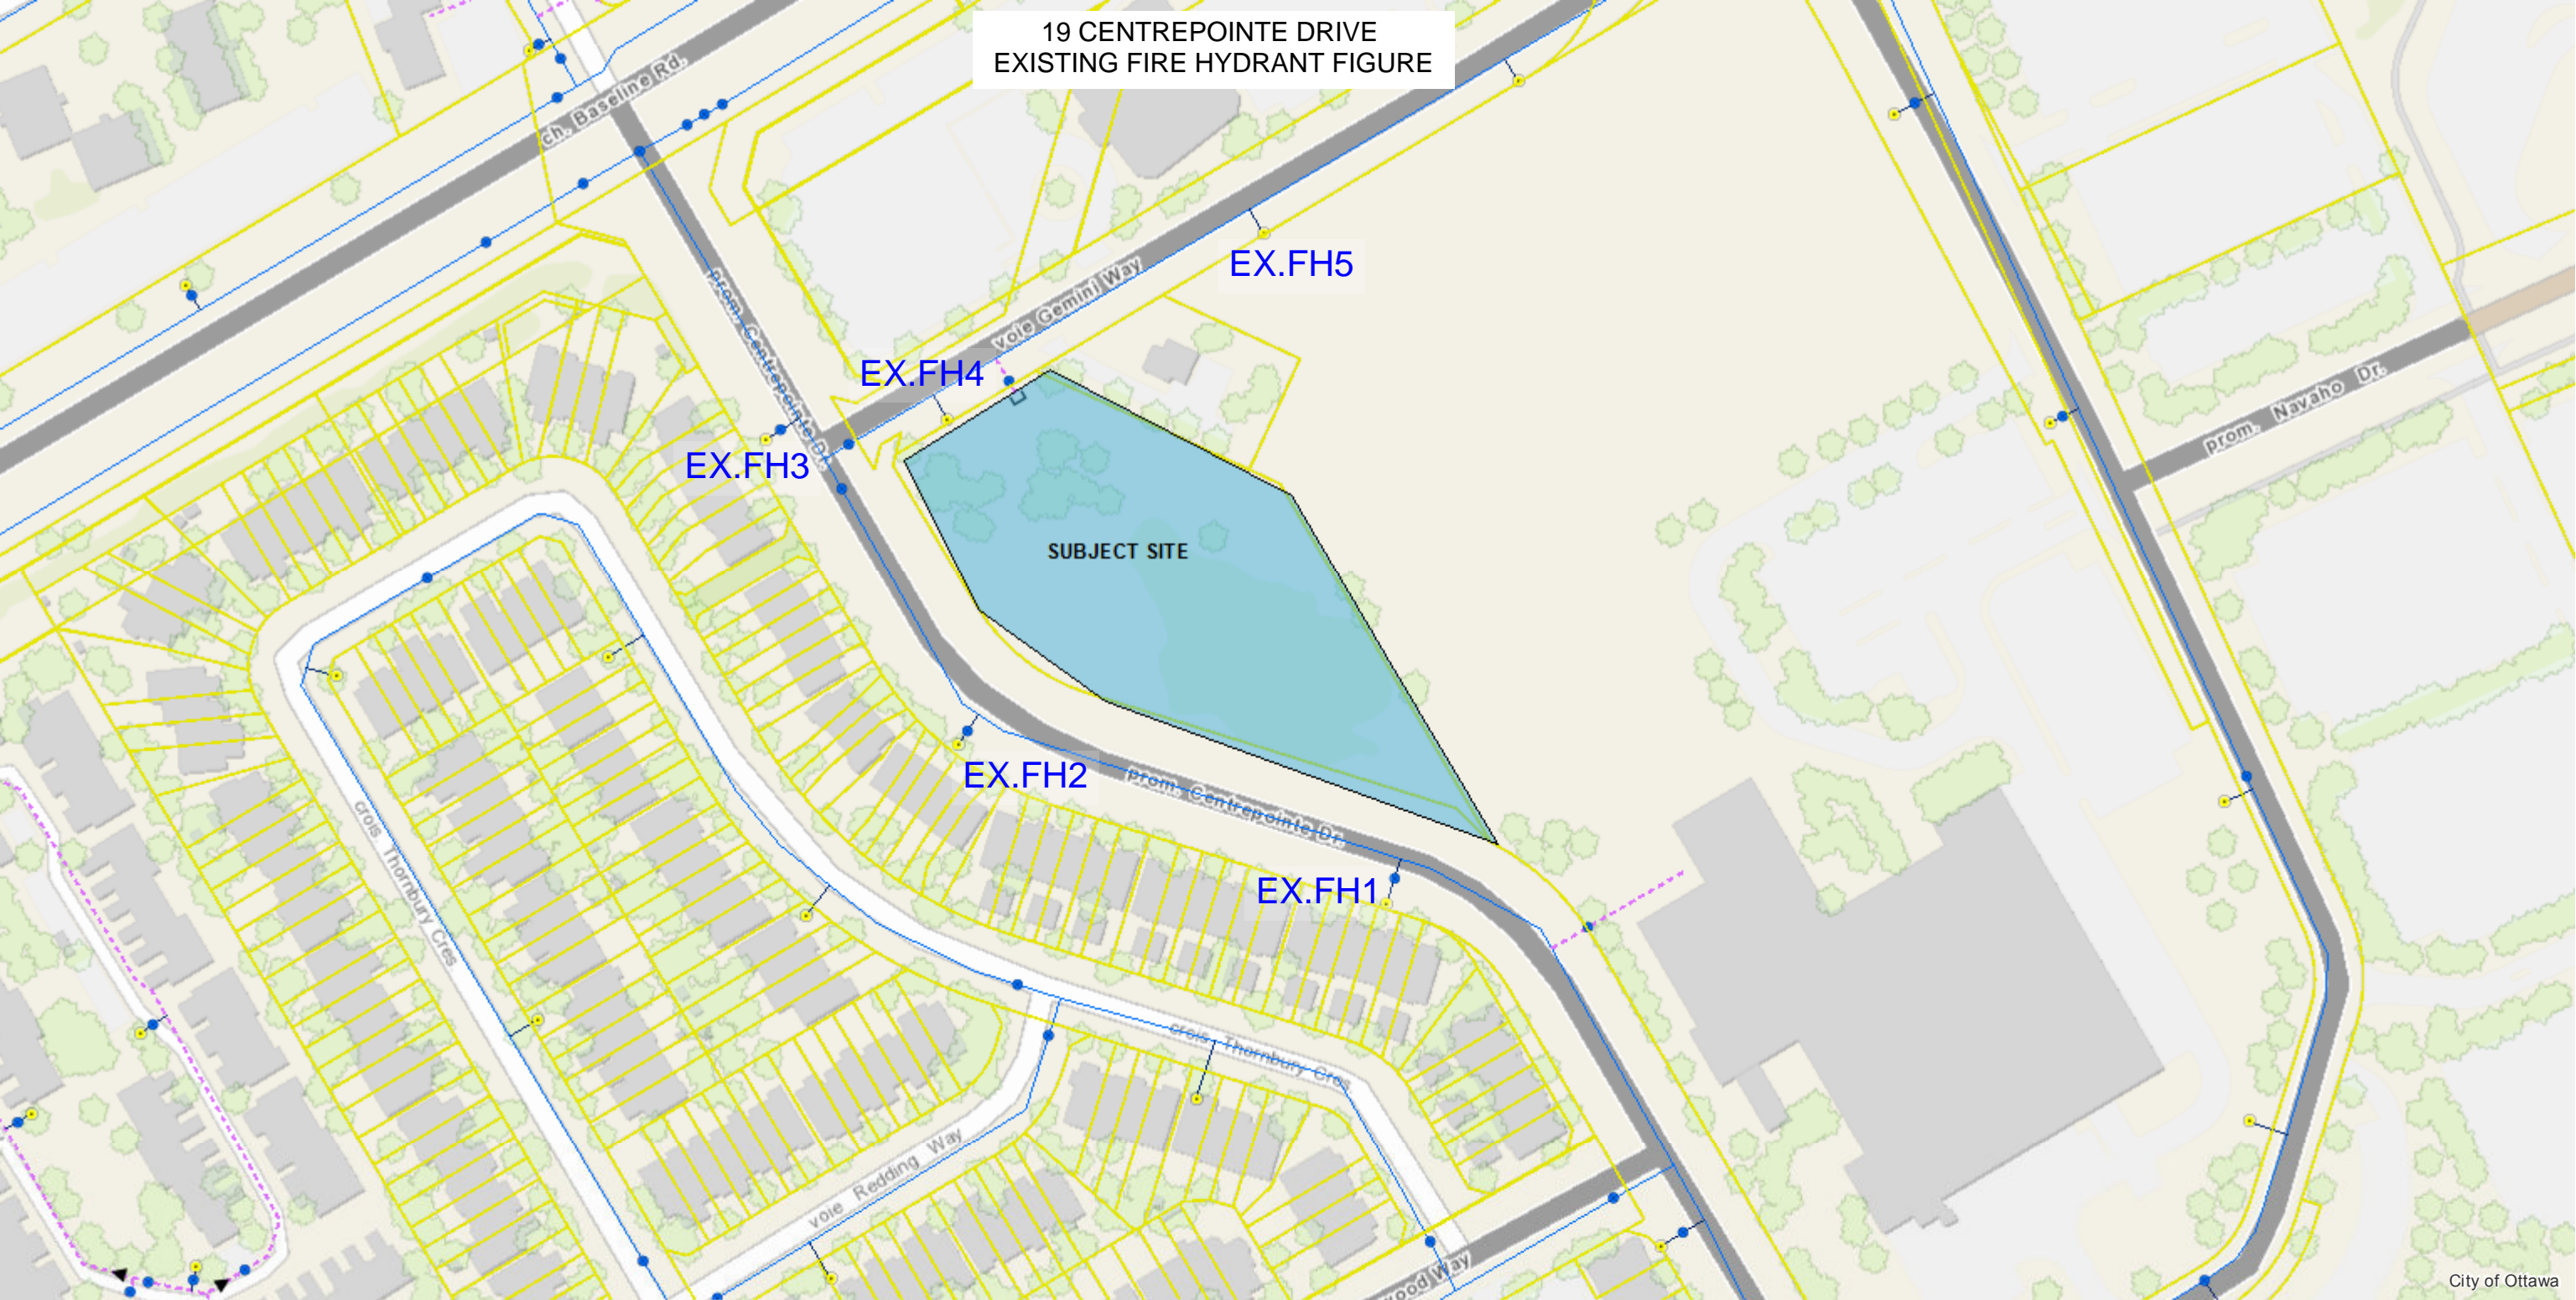 19 CENTREPOINTE DRIVE
EXISTING FIRE HYDRANT FIGURE
ch. Baseline Rd.
EX.FH5
prom. Centrepointe Dr.
voie Gemini Way
EX.FH4
prom. Navaho Dr.
EX.FH3
SUBJECT SITE
EX.FH2
prom. Centrepointe Dr.
crois. Thornbury Cres
EX.FH1
crois. Thornbury Cres
voie Redding Way
ood Way
City of Ottawa